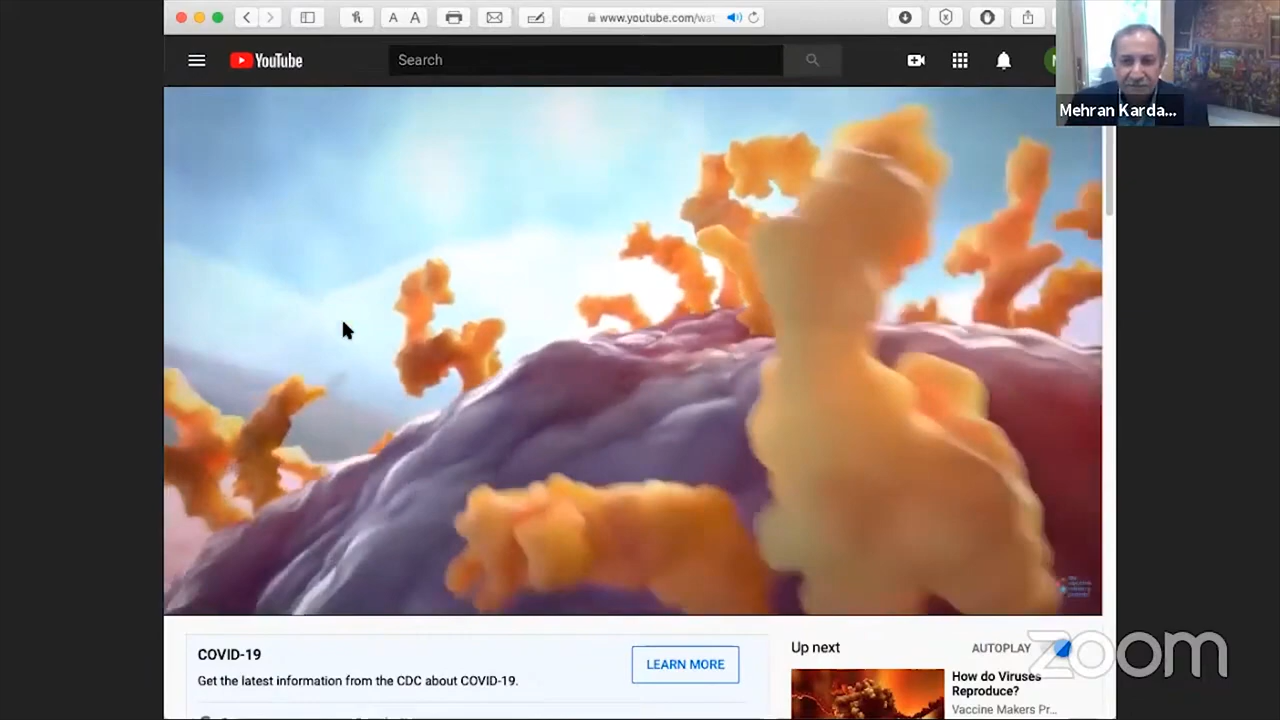 A A
www.youtube.com/wat
YouTube
Search
Mehran Karda...
COVID-19
Get the latest information from the CDC about COVID-19.
LEARN MORE
Up next
AUTOPLAY
How do Viruses
Reproduce?
Vaccine Makers Pr...
zoom